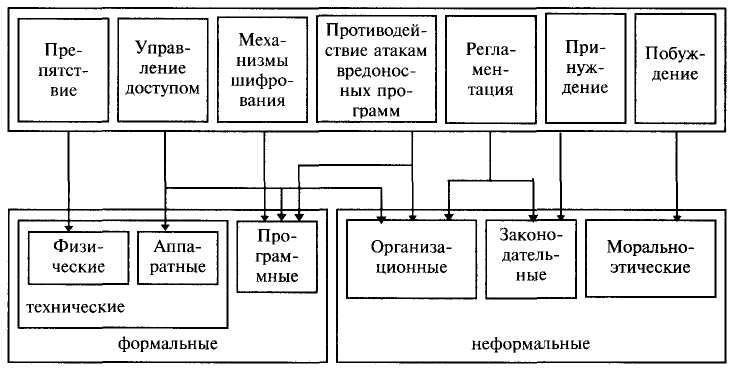 Пре-
пятст-
вие
Управ-
ление
доступом
Меха-
низмы
шифро-
вания
Противодей-
ствие атакам
вредонос-
ных про-
грамм
Регла-
мен-
тация
При-
нуж-
дение
Побуж-
дение
Физи-
ческие
Аппа-
ратные
технические
Про-
грам-
мные
формальные
Организа-
ционные
Законо-
датель-
ные
Морально-
этические
неформальные